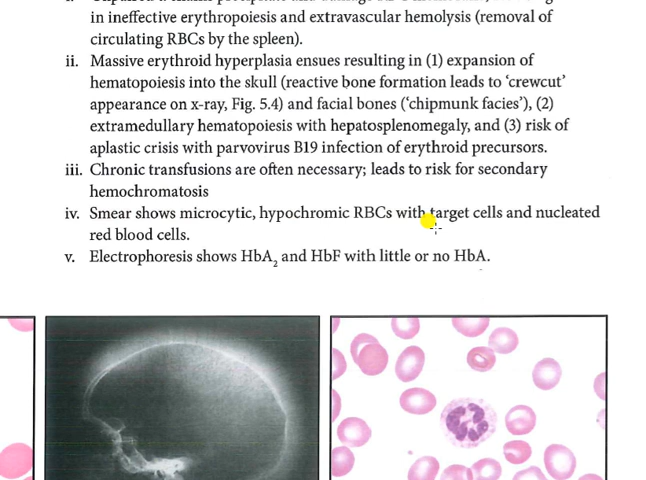 in ineffective erythropoiesis and extravascular hemolysis (removal of
circulating RBCs by the spleen).
ii. Massive erythroid hyperplasia ensues resulting in (1) expansion of
hematopoiesis into the skull (reactive bone formation leads to ‘crewcut’
appearance on x-ray, Fig. 5.4) and facial bones (‘chipmunk facies’), (2)
extramedullary hematopoiesis with hepatosplenomegaly, and (3) risk of
aplastic crisis with parvovirus B19 infection of erythroid precursors.
iii. Chronic transfusions are often necessary; leads to risk for secondary
hemochromatosis
iv. Smear shows microcytic, hypochromic RBCs with target cells and nucleated
red blood cells.
v. Electrophoresis shows HbA₂ and HbF with little or no HbA.